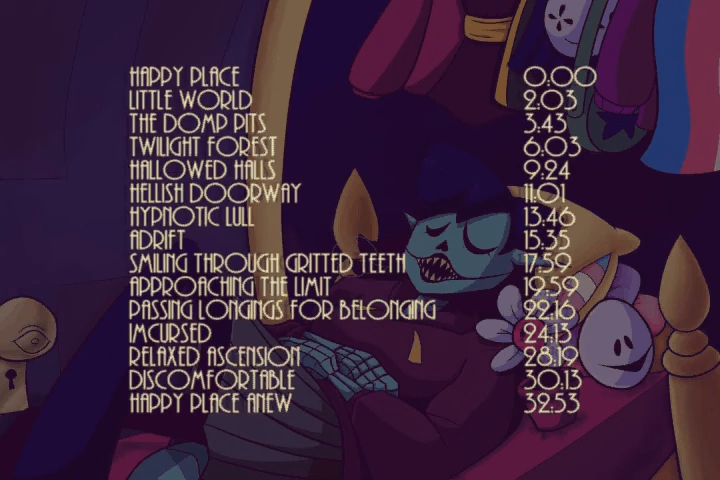 HAPPY PLACE 0:00
LITTLE WORLD 2:03
THE DOMP PITS 3:43
TWILIGHT FOREST 6:03
HALLOWED HALLS 9:24
HELLISH DOORWAY 11:01
HYPNOTIC LULL 13:46
ADRIFT 15:35
SMILING THROUGH GRITTED TEETH 17:59
APPROACHING THE LIMIT 19:59
PASSING LONGINGS FOR BELONGING 22:16
IMCURSED 24:13
RELAXED ASCENSION 28:19
DISCOMFORTABLE 30:13
HAPPY PLACE ANEW 32:53